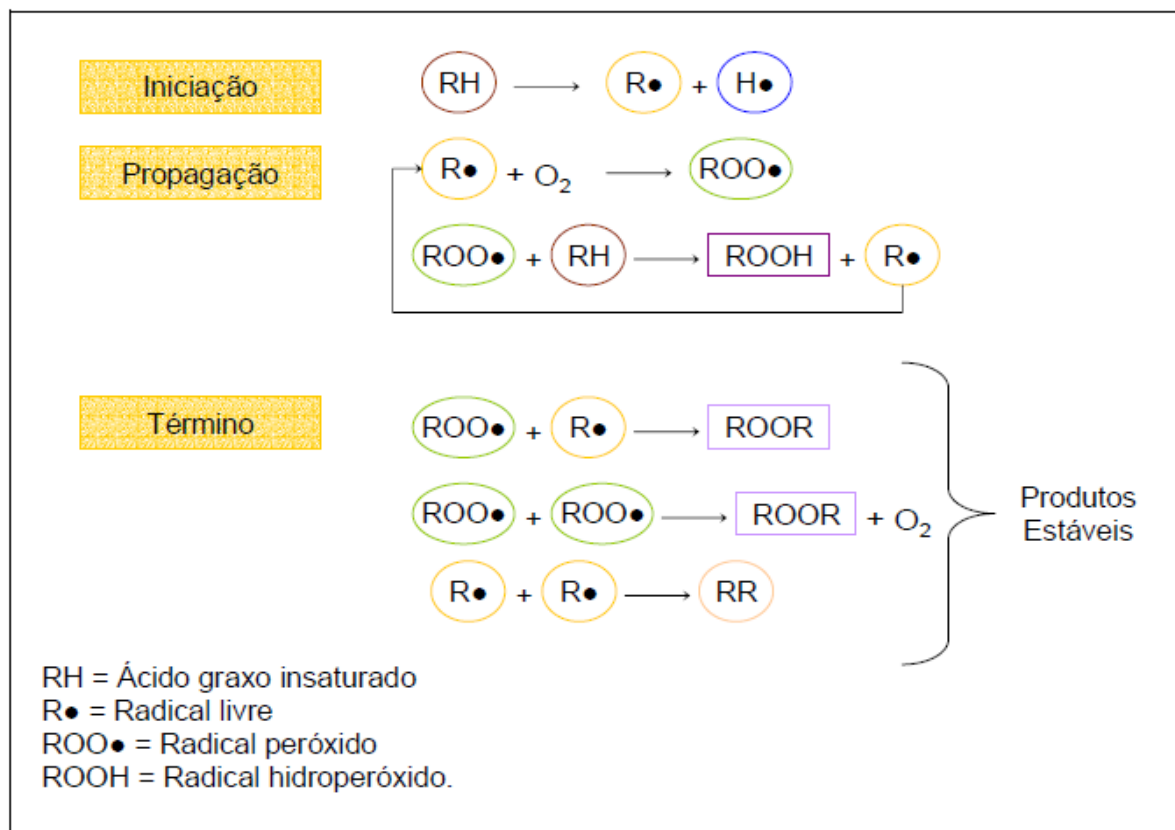 Iniciação RH → R● + H●
Propagação R● + O₂ → ROO●
ROO● + RH → ROOH + R●
Término ROO● + R● → ROOR
ROO● + ROO● → ROOR + O₂
R● + R● → RR
Produtos
Estáveis
RH = Ácido graxo insaturado
R● = Radical livre
ROO● = Radical peróxido
ROOH = Radical hidroperóxido.